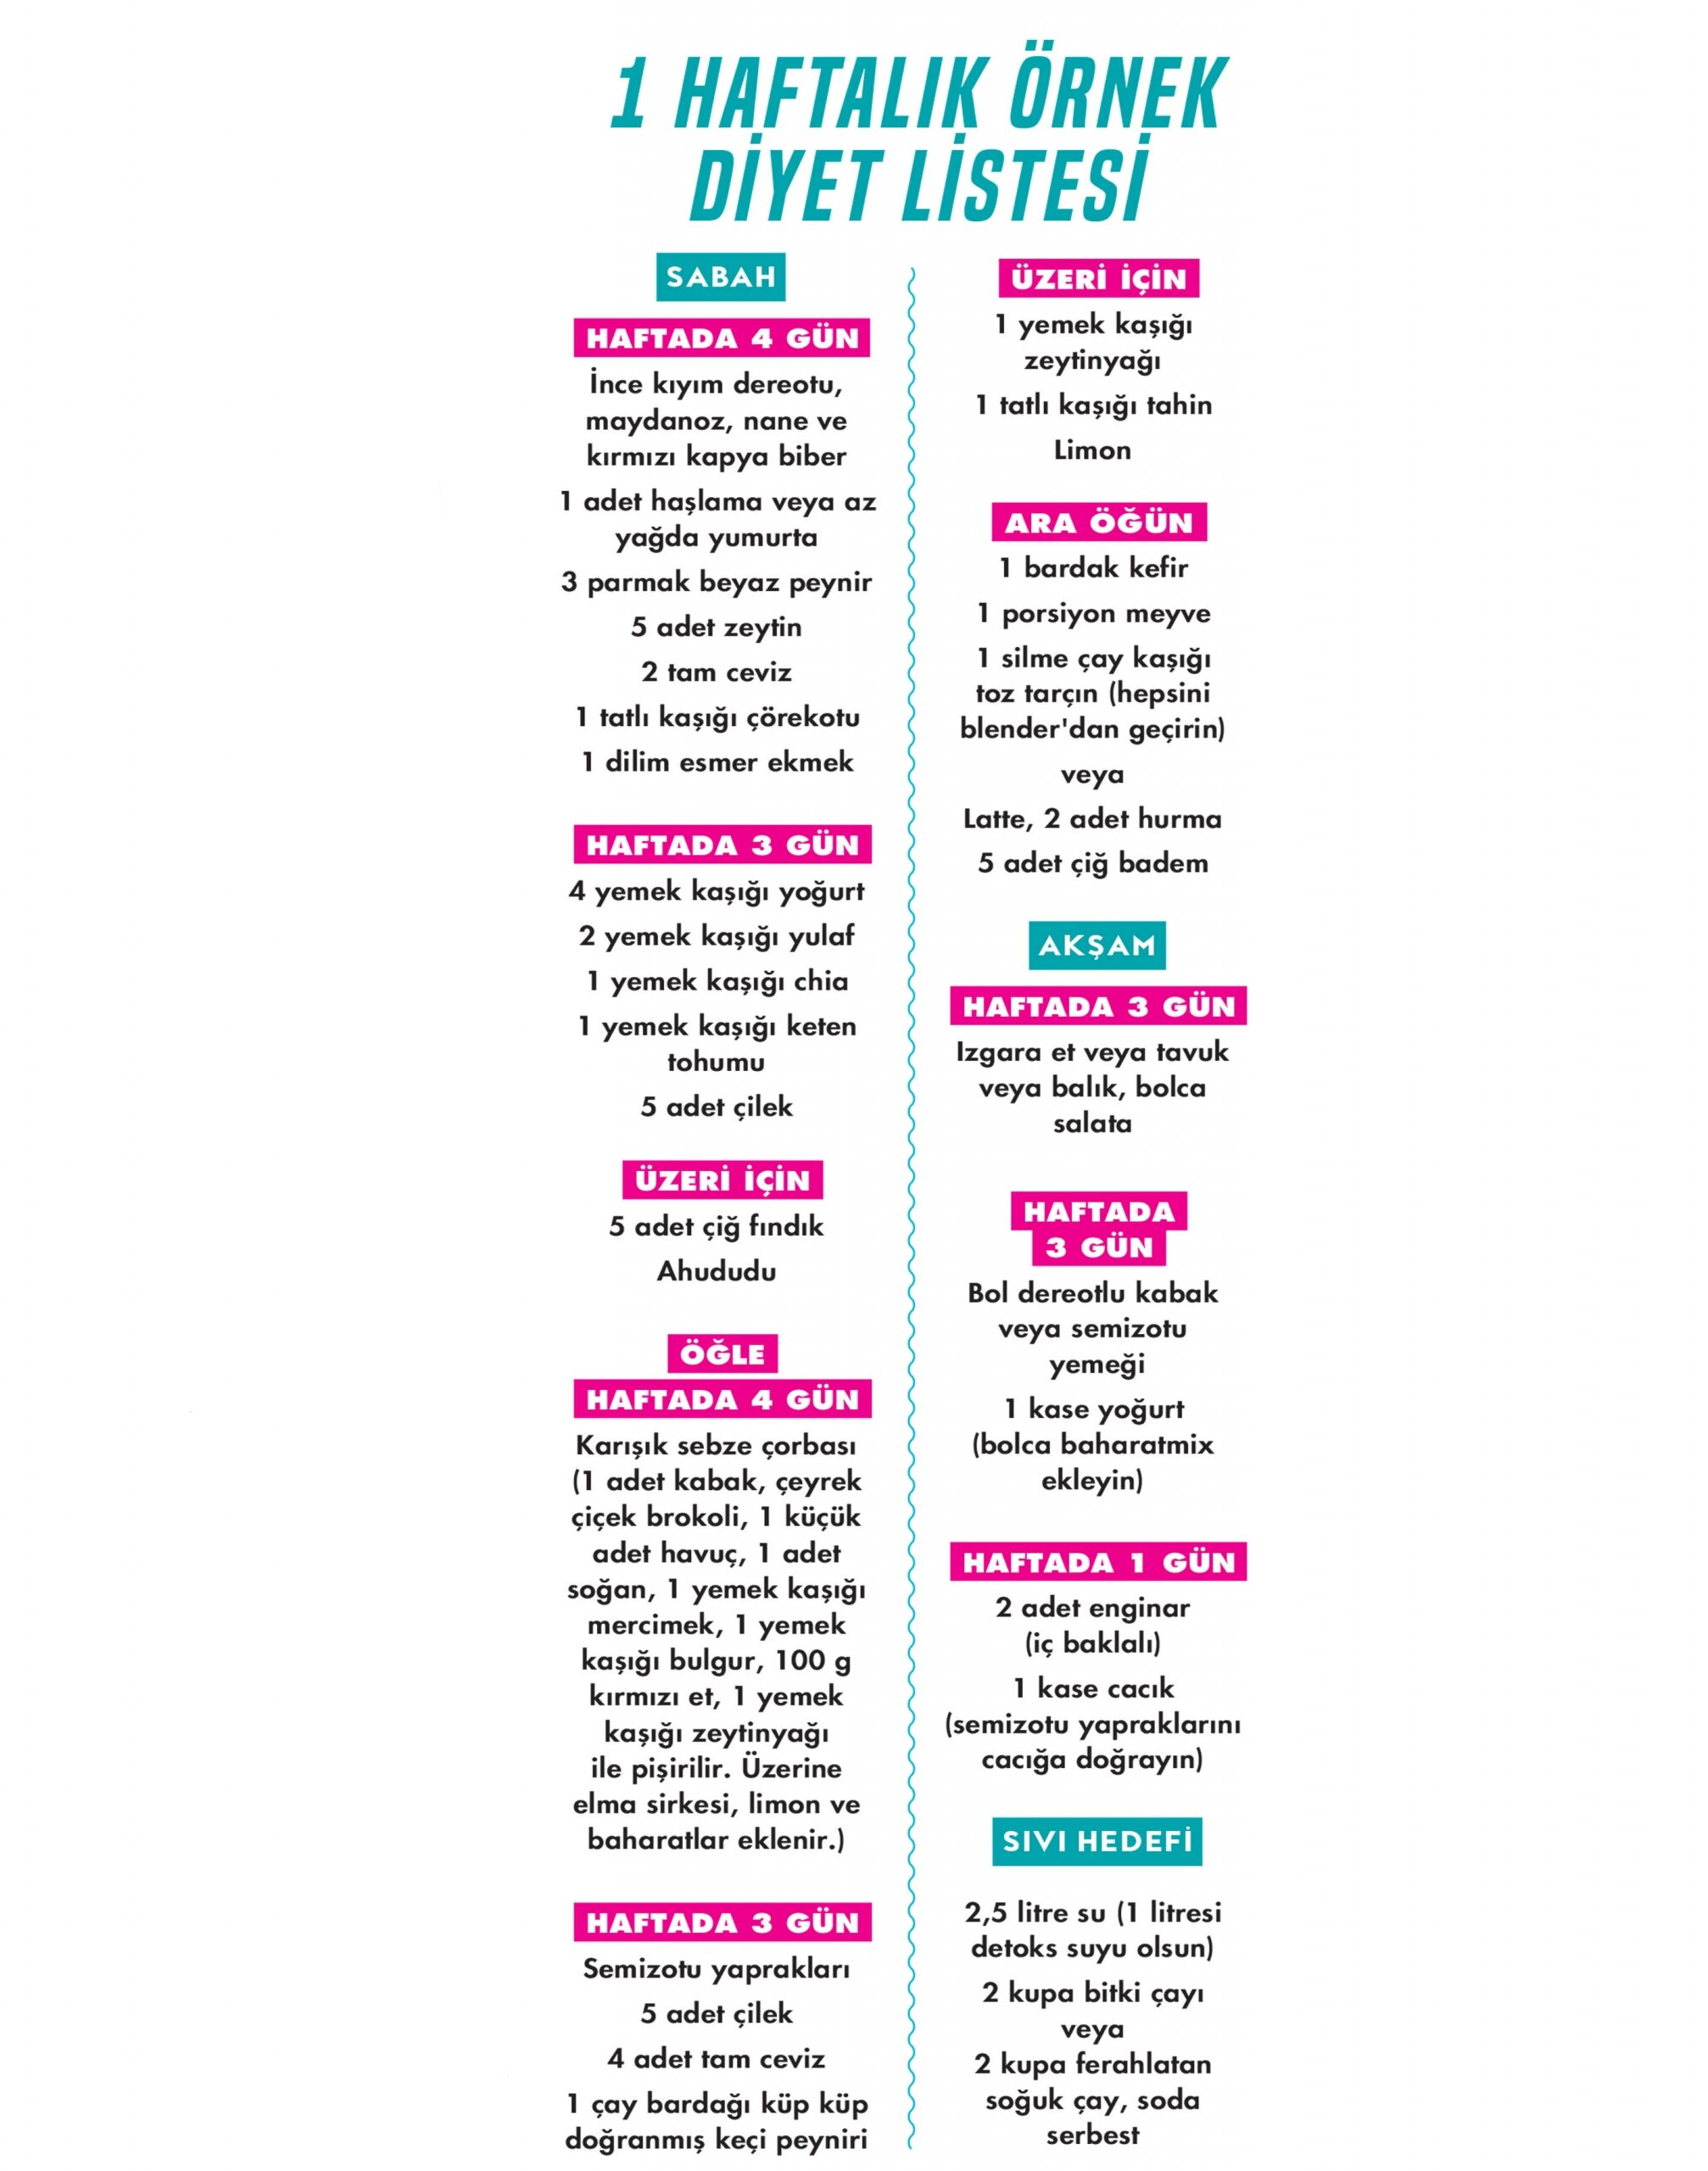 1 HAFTALIK ÖRNEK
DİYET LİSTESİ
SABAH
HAFTADA 4 GÜN
İnce kıyım dereotu,
maydanoz, nane ve
kırmızı kapya biber
1 adet haşlama veya az
yağda yumurta
3 parmak beyaz peynir
5 adet zeytin
2 tam ceviz
1 tatlı kaşığı çörekotu
1 dilim esmer ekmek
HAFTADA 3 GÜN
4 yemek kaşığı yoğurt
2 yemek kaşığı yulaf
1 yemek kaşığı chia
1 yemek kaşığı keten
tohumu
5 adet çilek
ÜZERİ İÇİN
5 adet çiğ fındık
Ahududu
ÖĞLE
HAFTADA 4 GÜN
Karışık sebze çorbası
(1 adet kabak, çeyrek
çiçek brokoli, 1 küçük
adet havuç, 1 adet
soğan, 1 yemek kaşığı
mercimek, 1 yemek
kaşığı bulgur, 100 g
kırmızı et, 1 yemek
kaşığı zeytinyağı
ile pişirilir. Üzerine
elma sirkesi, limon ve
baharatlar eklenir.)
HAFTADA 3 GÜN
Semizotu yaprakları
5 adet çilek
4 adet tam ceviz
1 çay bardağı küp küp
doğranmış keçi peyniri
ÜZERİ İÇİN
1 yemek kaşığı
zeytinyağı
1 tatlı kaşığı tahin
Limon
ARA ÖĞÜN
1 bardak kefir
1 porsiyon meyve
1 silme çay kaşığı
toz tarçın (hepsini
blender'dan geçirin)
veya
Latte, 2 adet hurma
5 adet çiğ badem
AKŞAM
HAFTADA 3 GÜN
Izgara et veya tavuk
veya balık, bolca
salata
HAFTADA
3 GÜN
Bol dereotlu kabak
veya semizotu
yemeği
1 kase yoğurt
(bolca baharatmix
ekleyin)
HAFTADA 1 GÜN
2 adet enginar
(iç baklalı)
1 kase cacık
(semizotu yapraklarını
cacığa doğrayın)
SIVI HEDEFİ
2,5 litre su (1 litresi
detoks suyu olsun)
2 kupa bitki çayı
veya
2 kupa ferahlatan
soğuk çay, soda
serbest